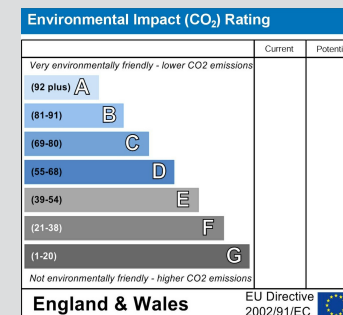 Environmental Impact (CO₂) Rating
Current
Very environmentally friendly - lower CO2 emissions
(92 plus) A
(81-91) B
(69-80) C
(55-68) D
(39-54) E
(21-38) F
(1-20) G
Not environmentally friendly - higher CO2 emissions
England & Wales
EU Directive
2002/91/EC